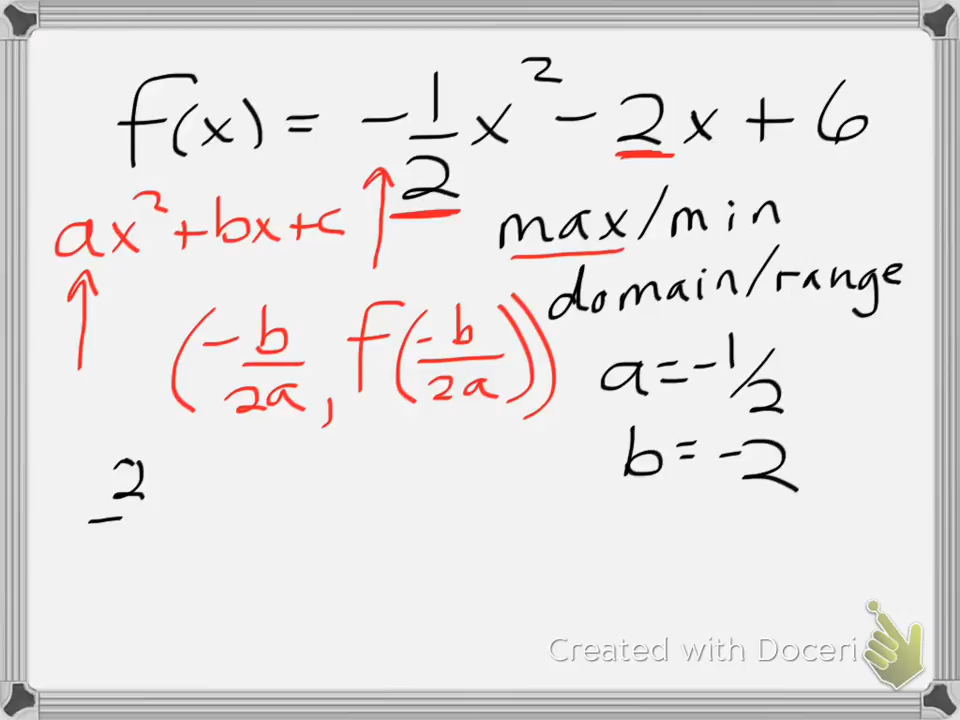 f(x) = -1/2 x² - 2x + 6
ax² + bx + c
max/min
domain/range
(-b/2a, f(-b/2a))
a = -1/2
b = -2
2
Created with Doceri